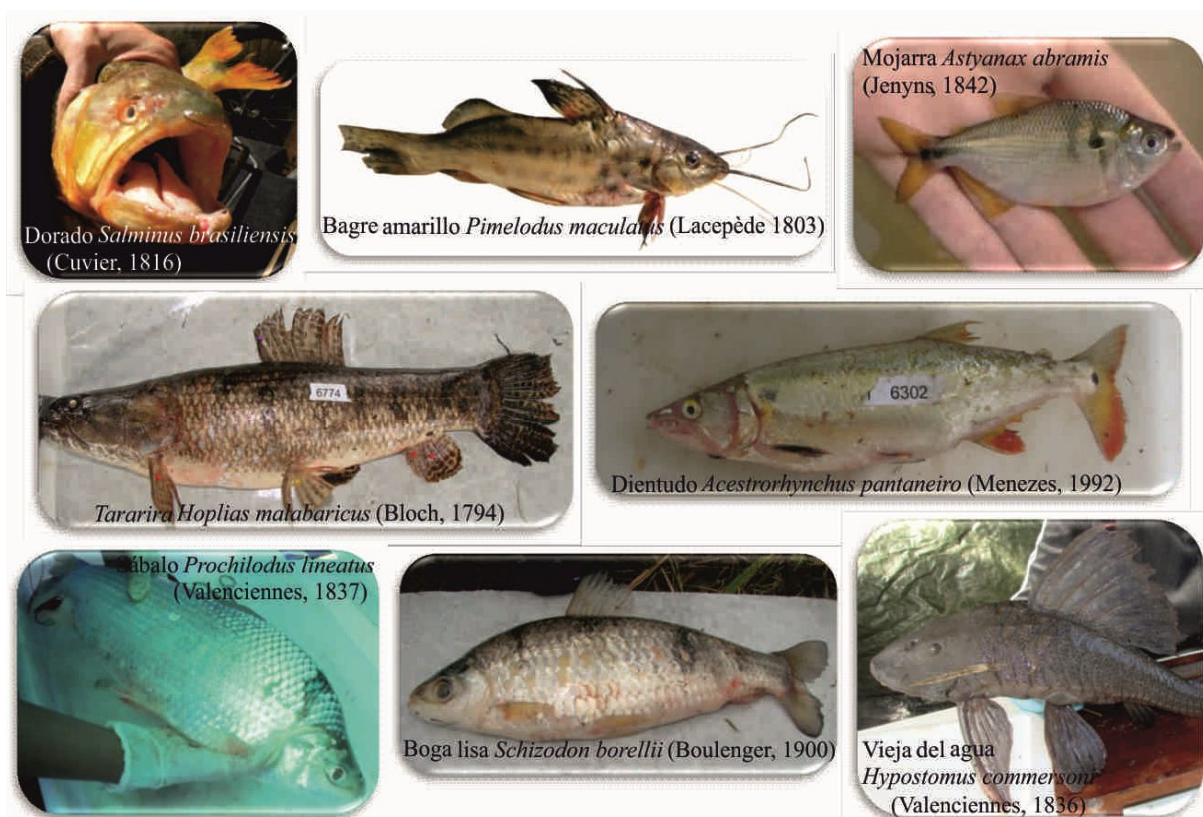 Dorado Salminus brasiliensis
(Cuvier, 1816)
Bagre amarillo Pimelodus maculatus (Lacepède 1803)
Mojarra Astyanax abramis
(Jenyns, 1842)
6774
Tararira Hoplias malabaricus (Bloch, 1794)
6302
Dientudo Acestrorhynchus pantaneiro (Menezes, 1992)
Sábalo Prochilodus lineatus
(Valenciennes, 1837)
Boga lisa Schizodon borellii (Boulenger, 1900)
Vieja del agua
Hypostomus commersoni
(Valenciennes, 1836)